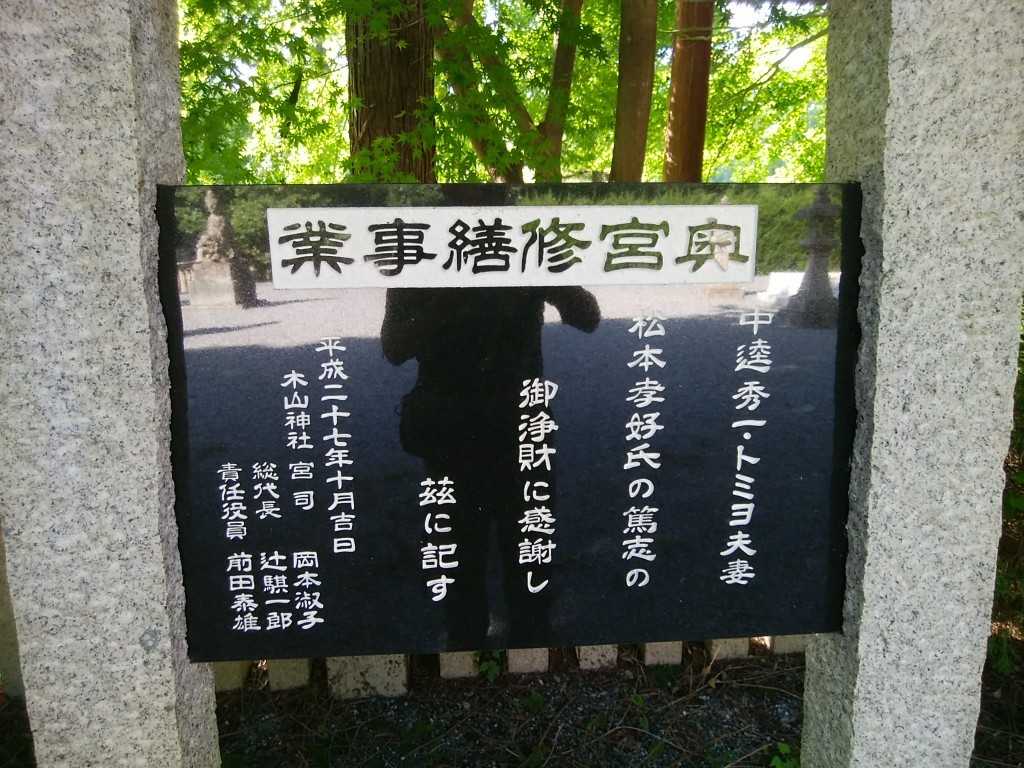 奥宮修繕事業
中逵秀一・トミヨ夫妻
松本孝好氏の篤志の
御浄財に感謝し
茲に記す
平成二十七年十月吉日
木山神社 宮司 岡本淑子
総代長 辻騏一郎
責任役員 前田泰雄